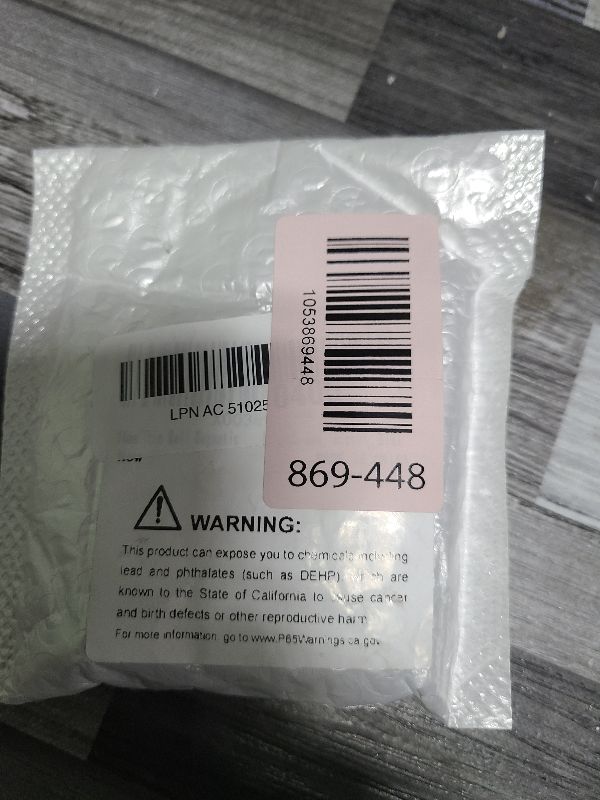 1053869448
869-448
LPN AC 51025
New
WARNING:
This product can expose you to chemicals including
lead and phthalates (such as DEHP), which are
known to the State of California to cause cancer
and birth defects or other reproductive harm
For more information, go to www.P65Warnings.ca.gov